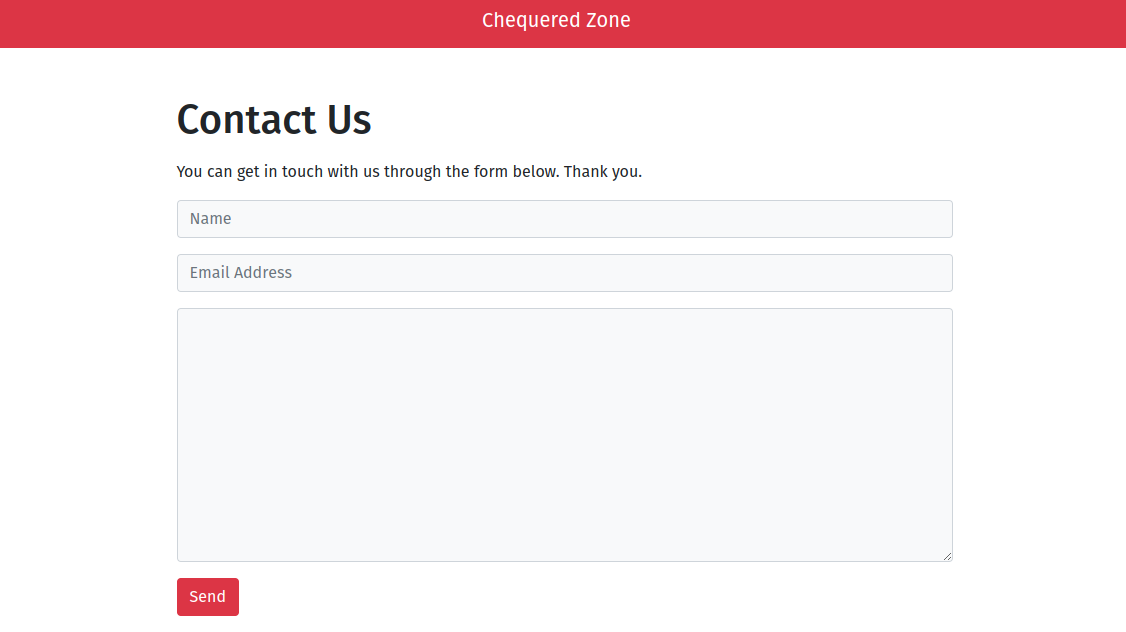 Chequered Zone
Contact Us
You can get in touch with us through the form below. Thank you.
Name
Email Address
Send